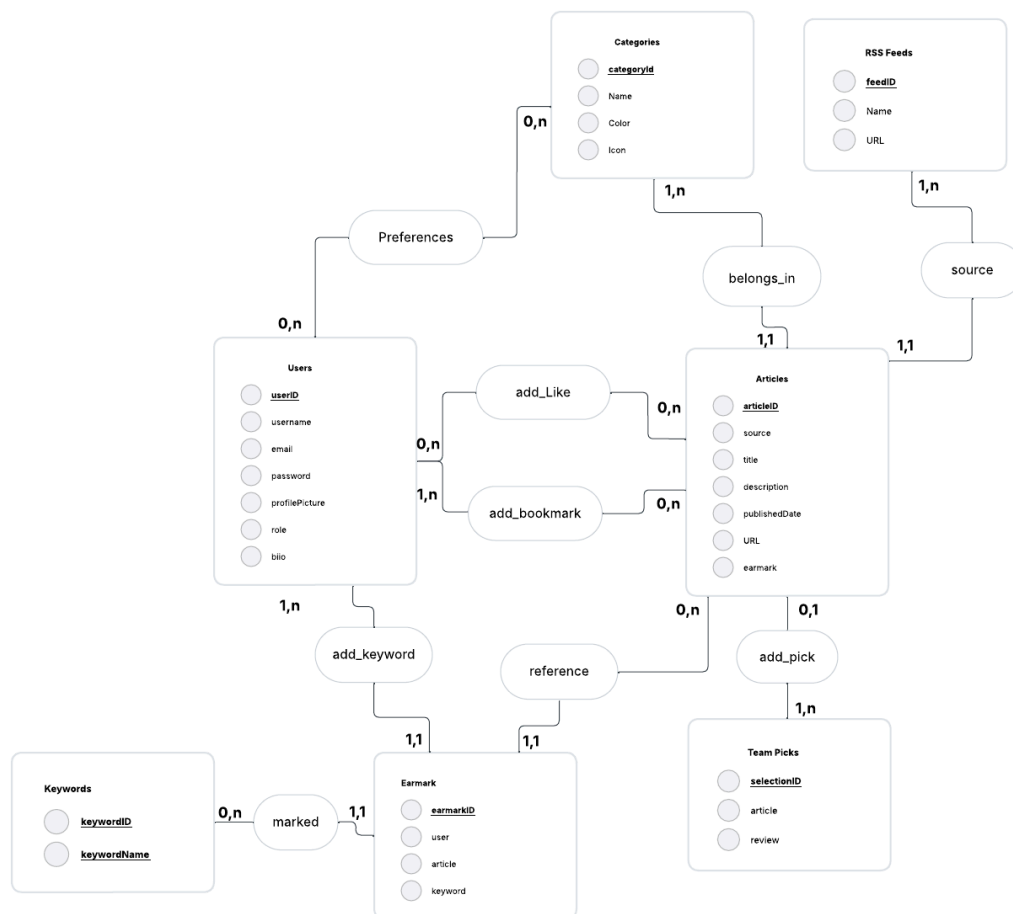 Categories
categoryId
Name
Color
Icon
RSS Feeds
feedID
Name
URL
0,n
1,n
1,n
Preferences
belongs_in
source
0,n
1,1
1,1
Users
userID
username
email
password
profilePicture
role
biio
add_Like
0,n
0,n
1,n
add_bookmark
0,n
Articles
articleID
source
title
description
publishedDate
URL
earmark
1,n
0,n
0,1
add_keyword
reference
add_pick
1,1
1,1
1,n
Keywords
keywordID
keywordName
0,n
marked
1,1
Earmark
earmarkID
user
article
keyword
Team Picks
selectionID
article
review